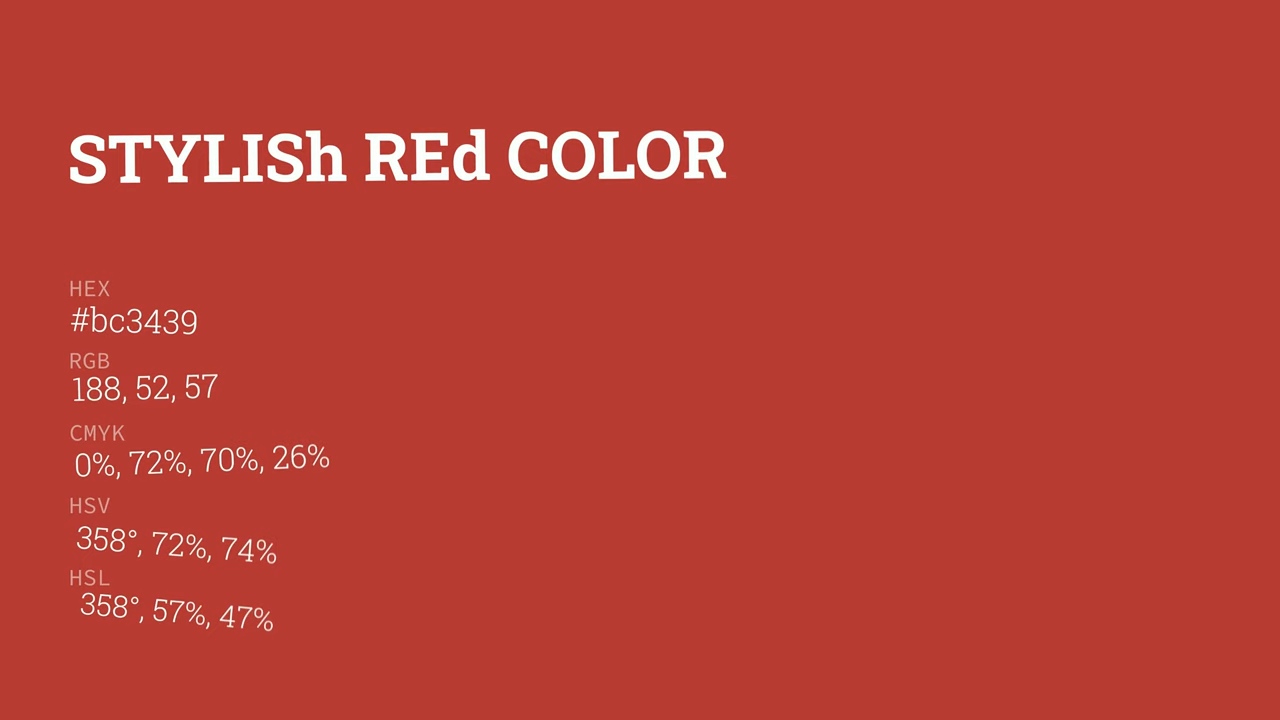 STYLISh REd COLOR
HEX
#bc3439
RGB
188, 52, 57
CMYK
0%, 72%, 70%, 26%
HSV
358°, 72%, 74%
HSL
358°, 57%, 47%